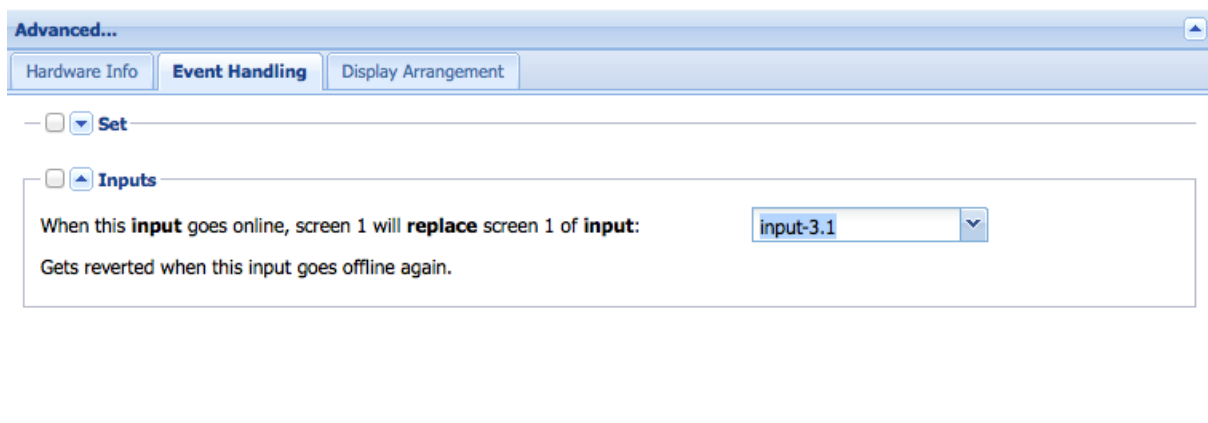 Advanced...
Hardware Info Event Handling Display Arrangement
Set
Inputs
When this input goes online, screen 1 will replace screen 1 of input: input-3.1
Gets reverted when this input goes offline again.